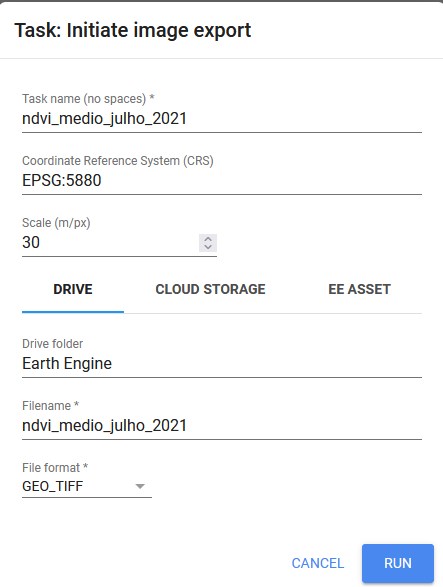 Task: Initiate image export
Task name (no spaces) *
ndvi_medio_julho_2021
Coordinate Reference System (CRS)
EPSG:5880
Scale (m/px)
30
DRIVE CLOUD STORAGE EE ASSET
Drive folder
Earth Engine
Filename *
ndvi_medio_julho_2021
File format *
GEO_TIFF
CANCEL RUN